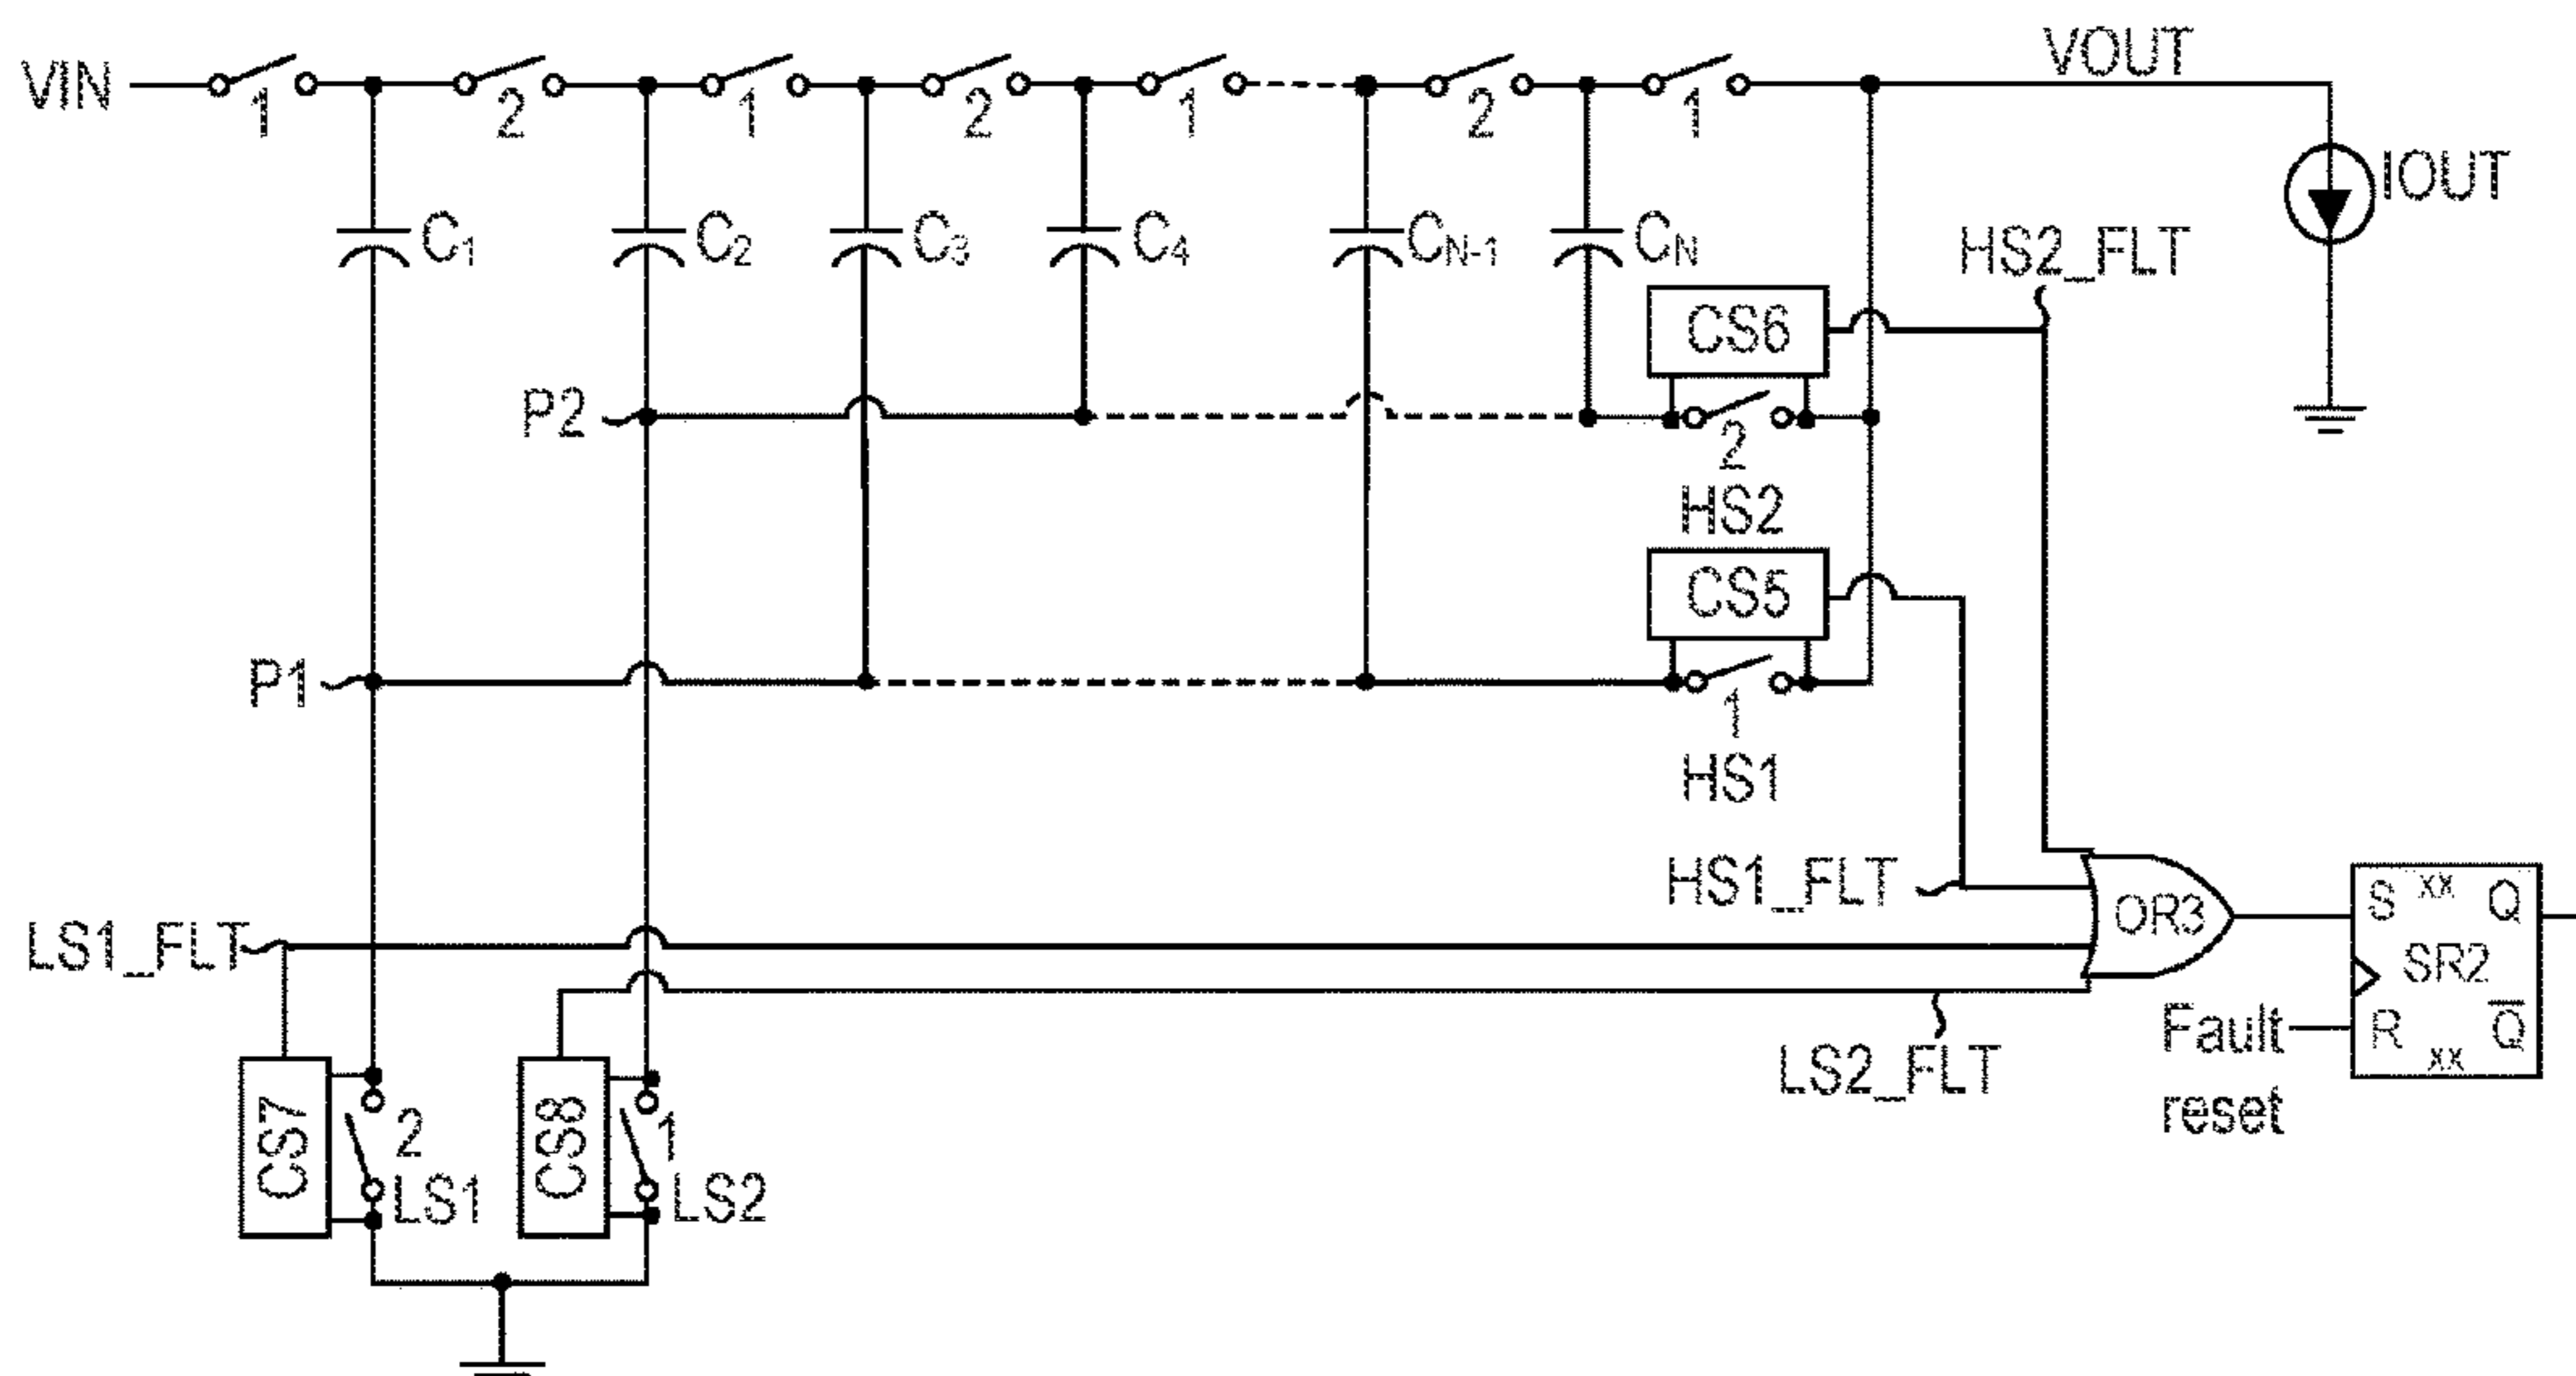 VIN
VOUT
1
2
1
2
1
2
1
IOUT
C1
C2
C3
C4
CN-1
CN
HS2_FLT
CS6
P2
2
HS2
CS5
P1
1
HS1
HS1_FLT
LS1_FLT
OR3
S xx Q
SR2
R xx Q̅
Fault
reset
LS2_FLT
CS7
2
LS1
CS8
1
LS2